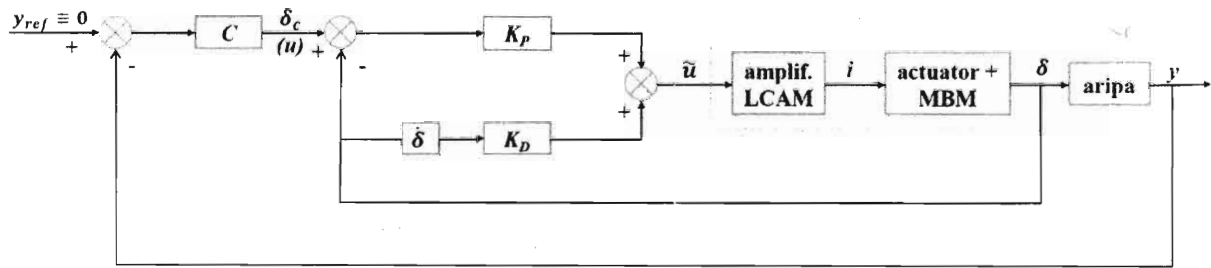 y_ref ≡ 0
+
-
C
δ_c
(u)
+
-
K_P
δ̇
K_D
+
+
ũ
amplif.
LCAM
i
actuator +
MBM
δ
aripa
y